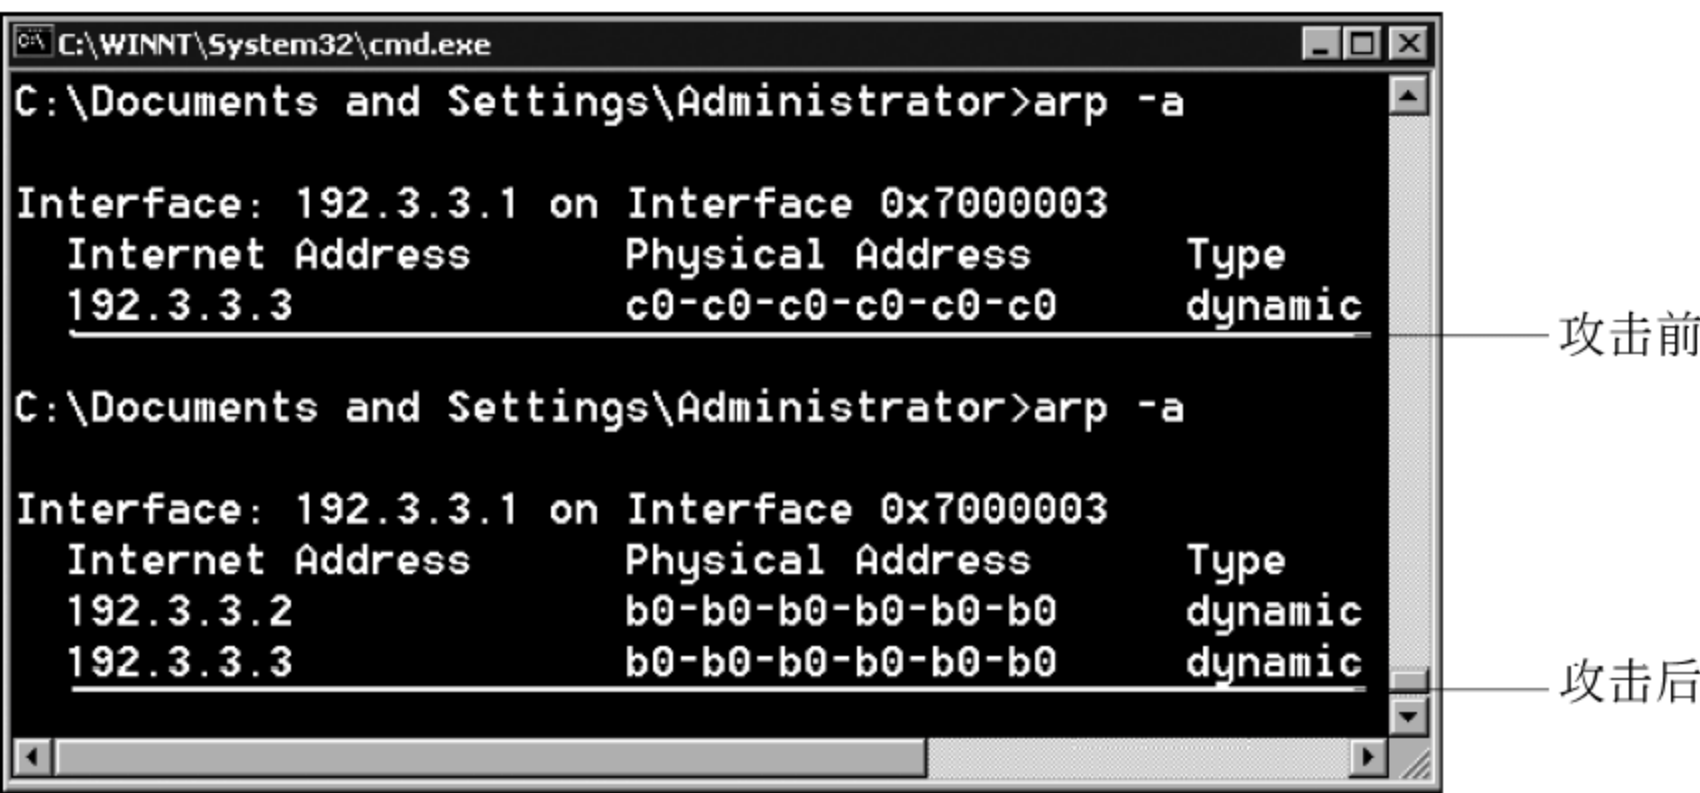 C:\WINNT\System32\cmd.exe
C:\Documents and Settings\Administrator>arp -a
Interface: 192.3.3.1 on Interface 0x7000003
Internet Address Physical Address Type
192.3.3.3 c0-c0-c0-c0-c0-c0 dynamic
攻击前
C:\Documents and Settings\Administrator>arp -a
Interface: 192.3.3.1 on Interface 0x7000003
Internet Address Physical Address Type
192.3.3.2 b0-b0-b0-b0-b0-b0 dynamic
192.3.3.3 b0-b0-b0-b0-b0-b0 dynamic
攻击后